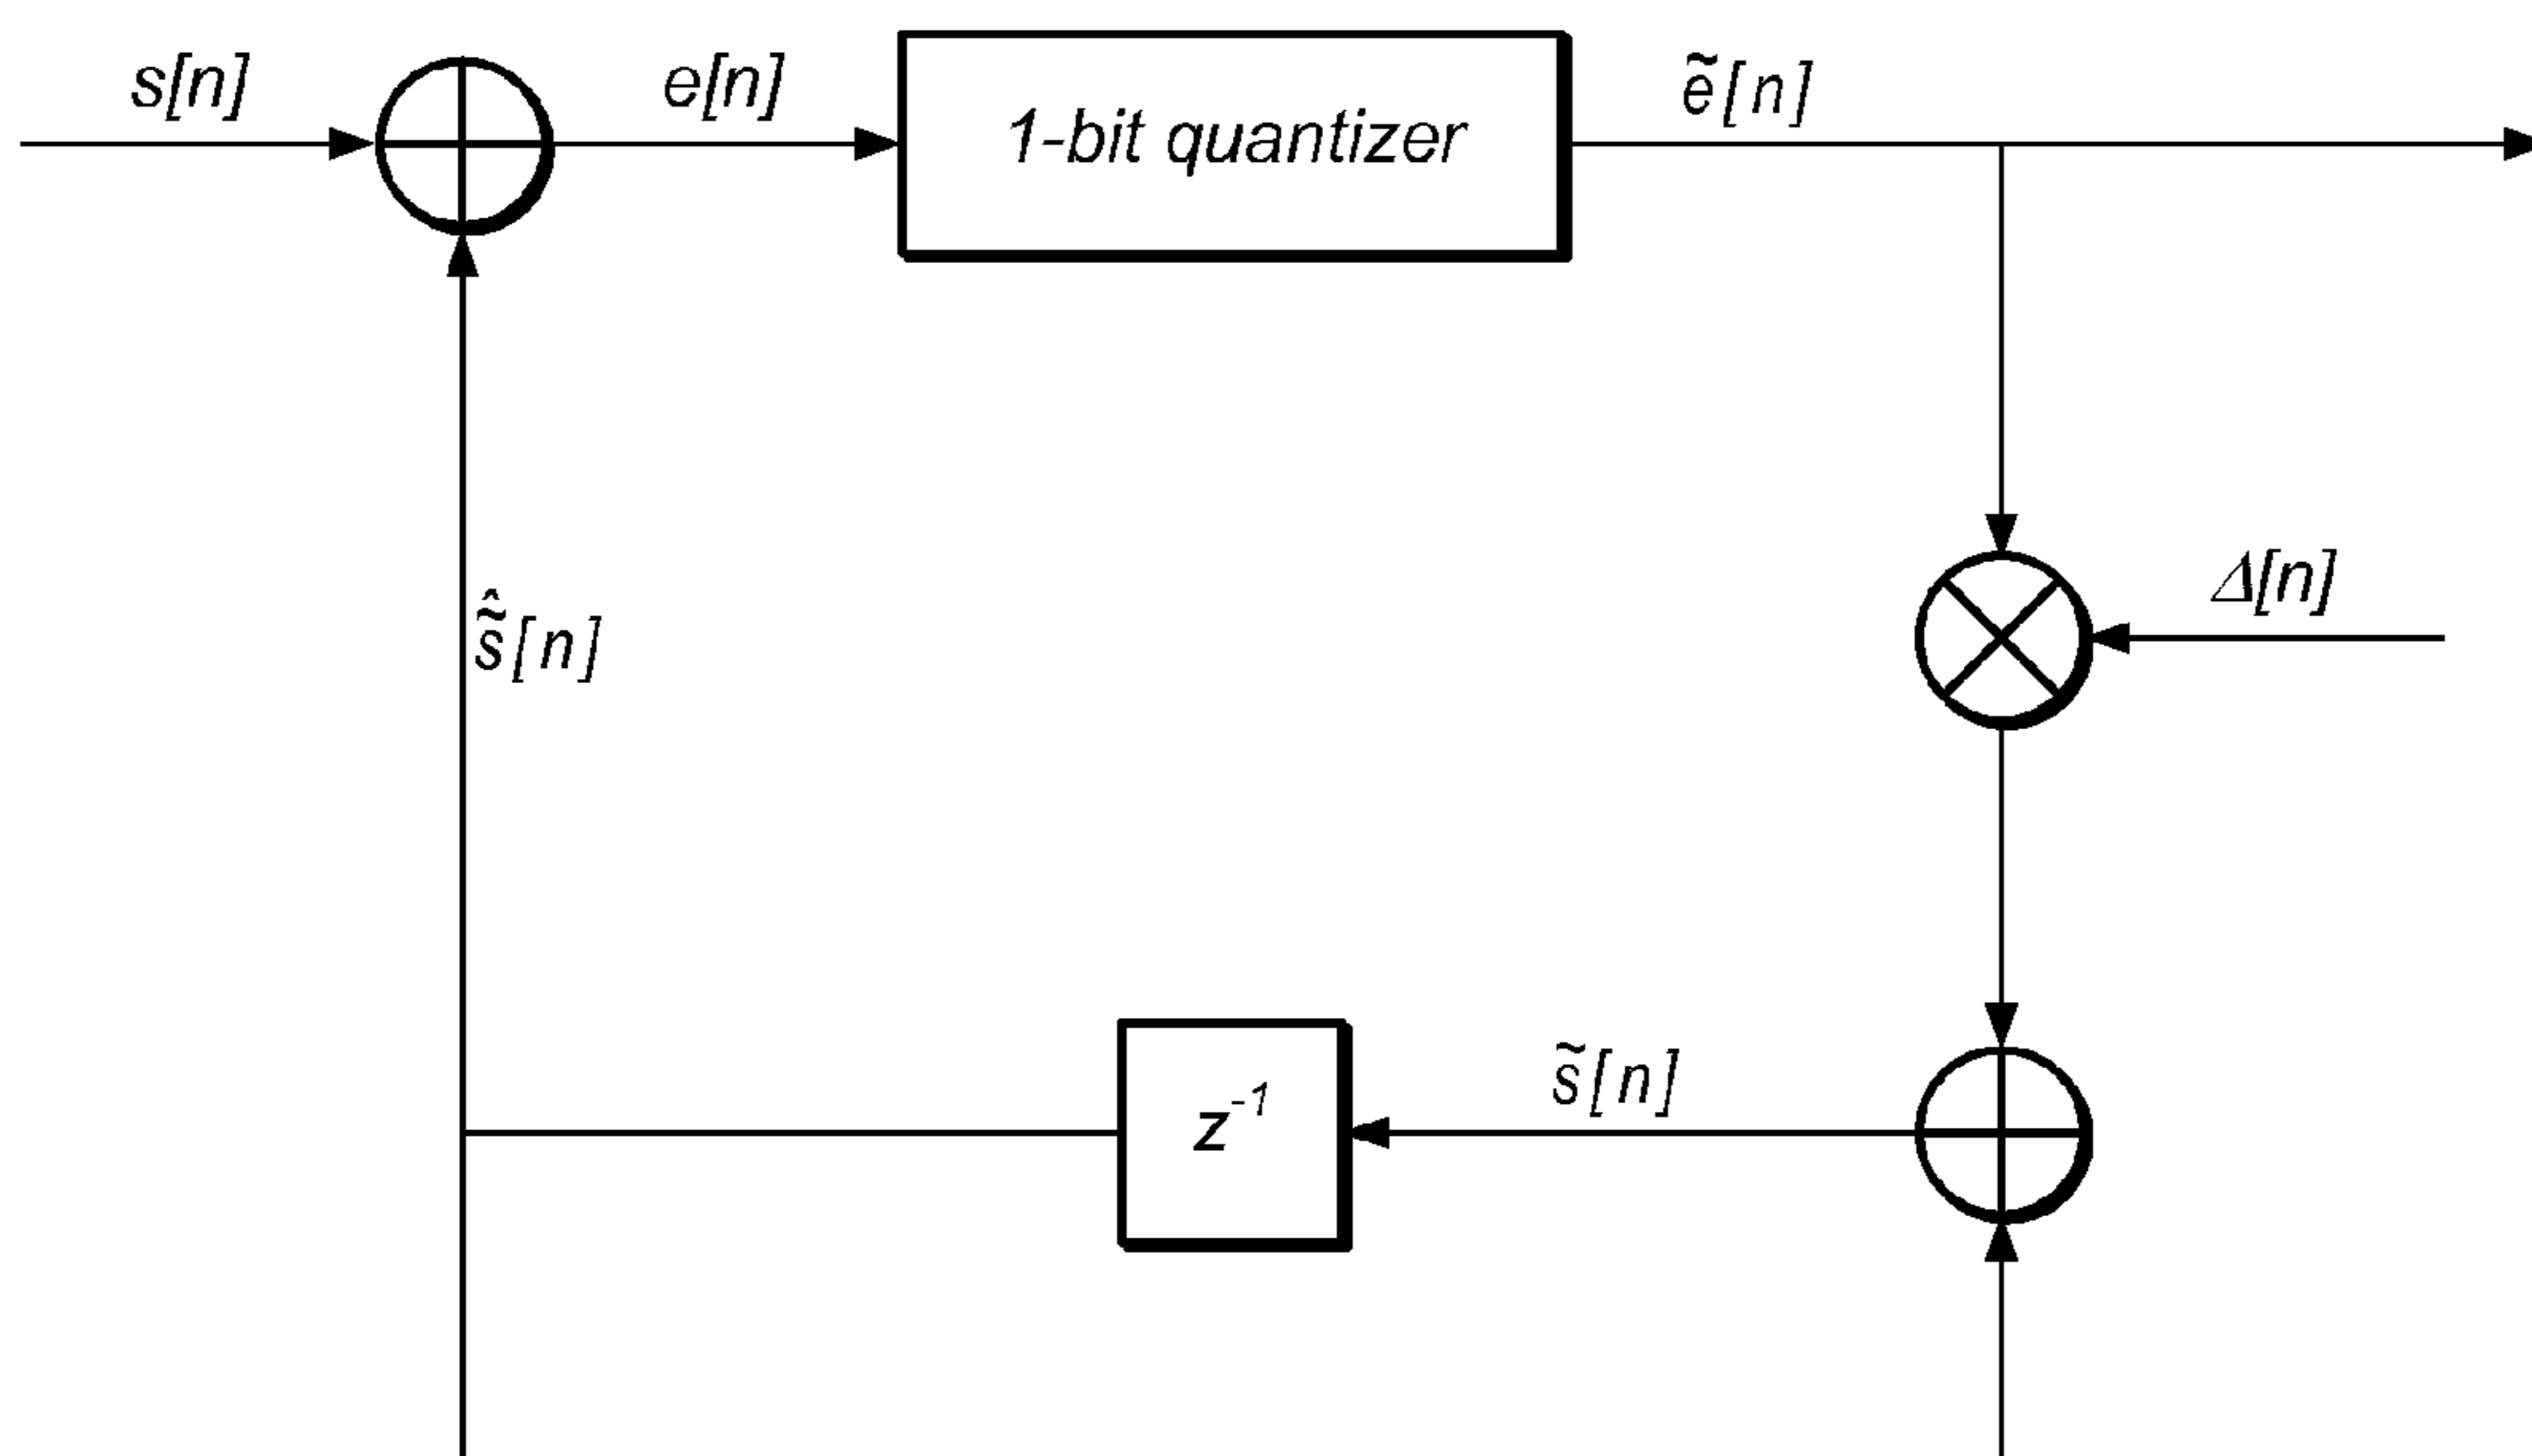 s[n]
e[n]
1-bit quantizer
ẽ[n]
Δ[n]
ŝ̃[n]
s̃[n]
z⁻¹